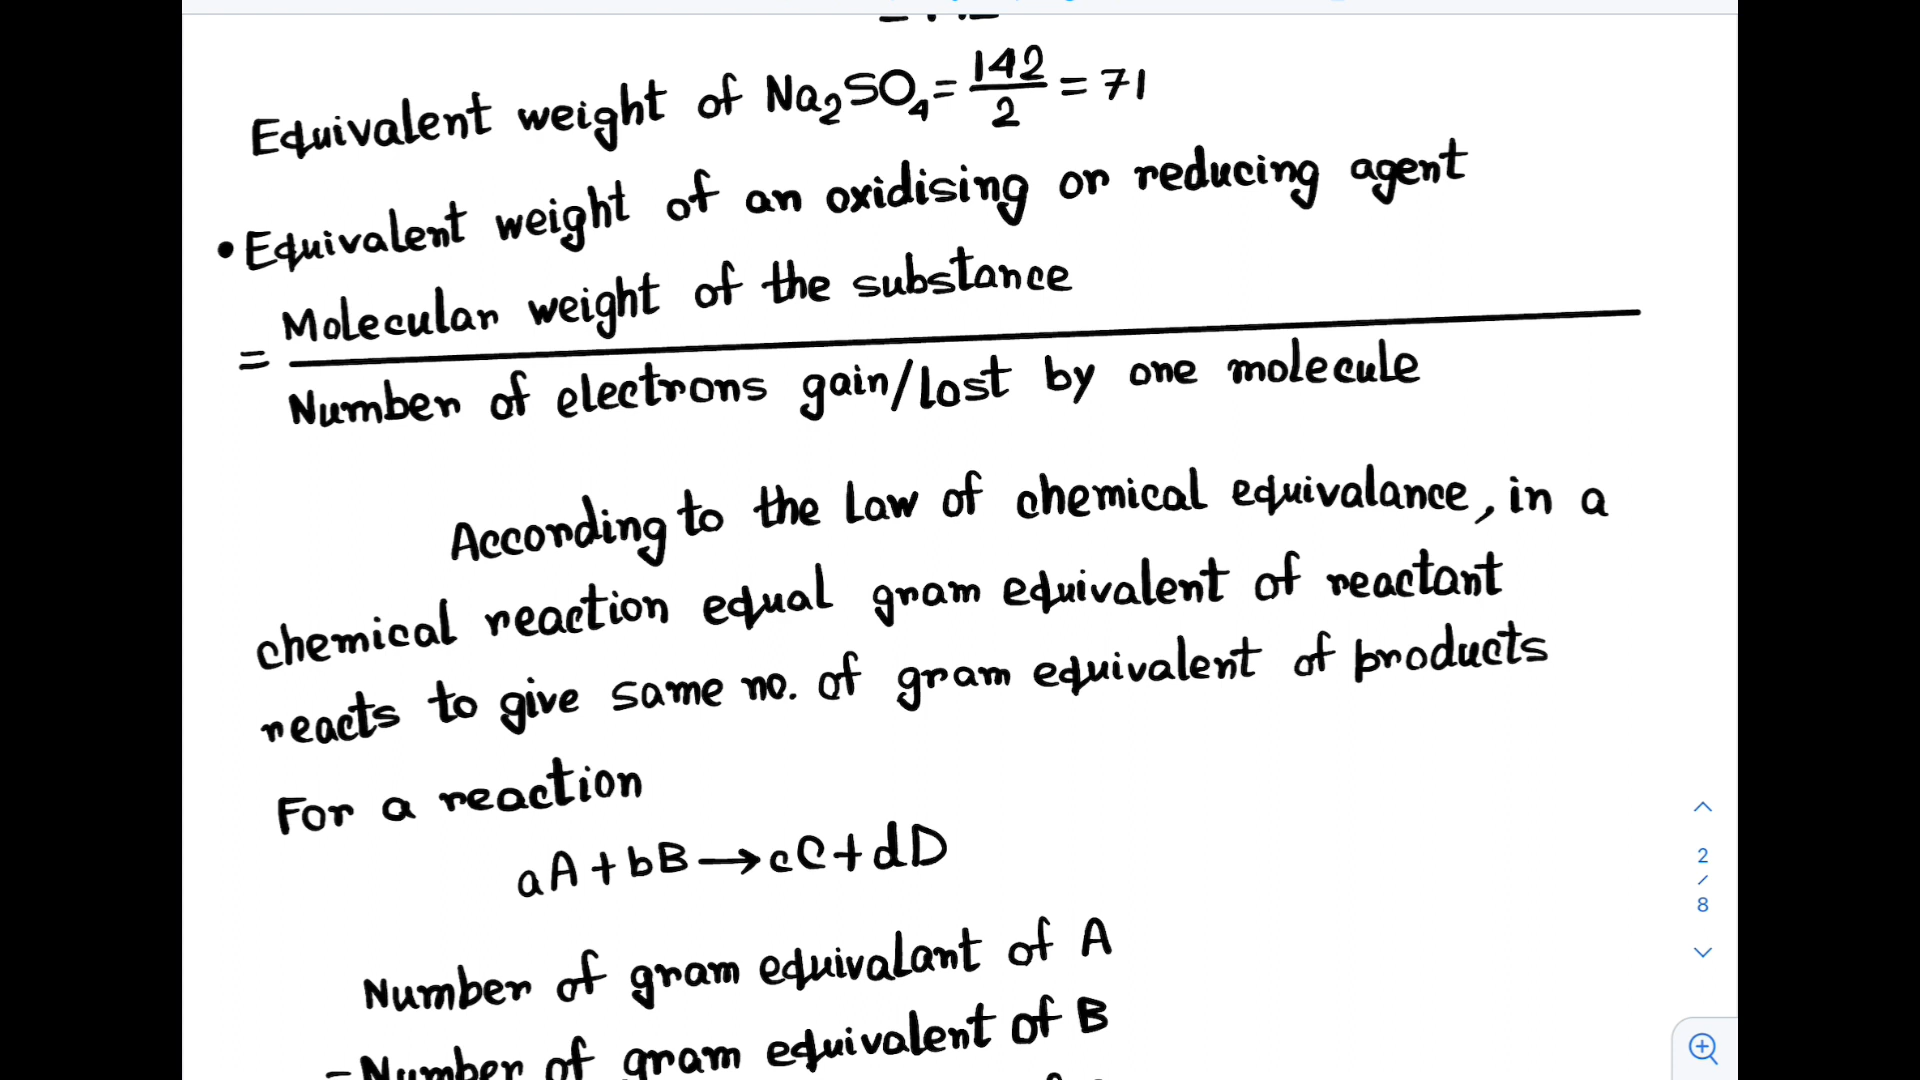 Equivalent weight of Na₂SO₄ = 142/2 = 71
• Equivalent weight of an oxidising or reducing agent
= Molecular weight of the substance
Number of electrons gain/lost by one molecule
According to the law of chemical equivalance, in a
chemical reaction equal gram equivalent of reactant
reacts to give same no. of gram equivalent of products
For a reaction
aA + bB → cC + dD
Number of gram equivalant of A
= Number of gram equivalent of B
2
/
8